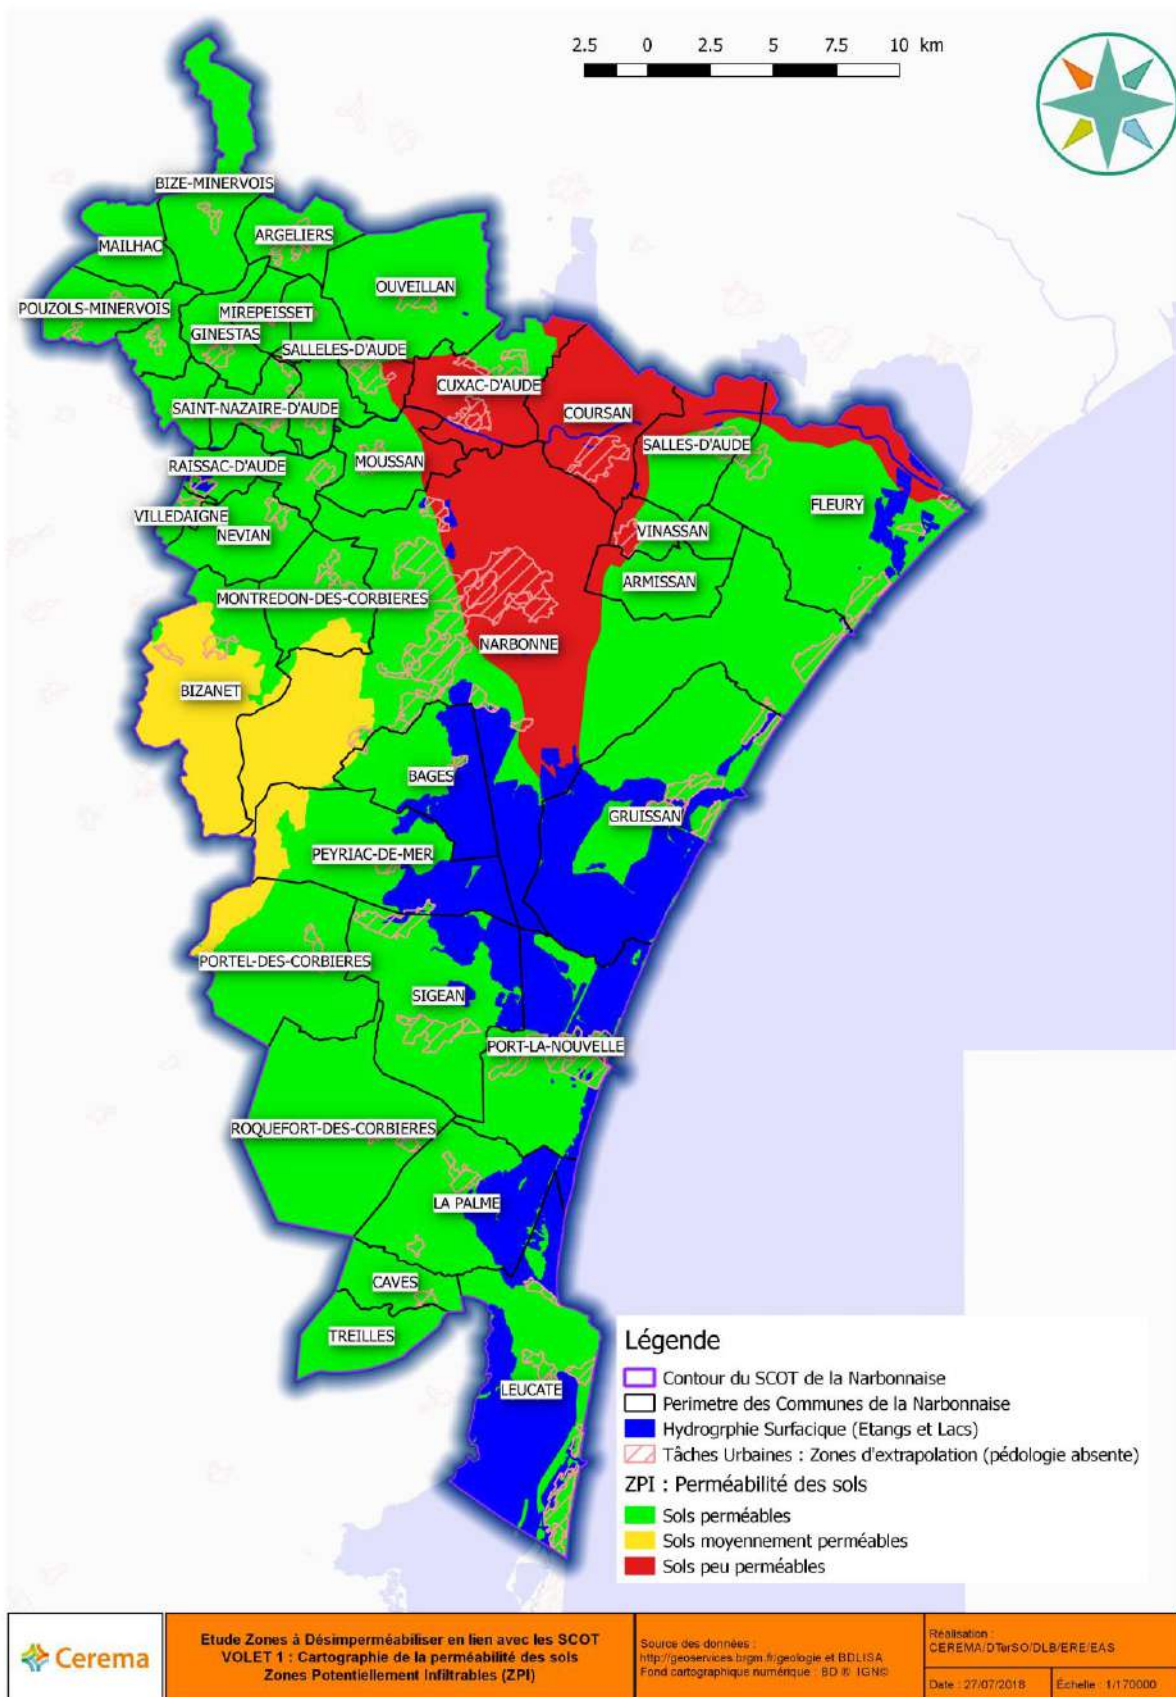 2.5 0 2.5 5 7.5 10 km
BIZE-MINERVOIS
ARGELIERS
MAILHAC
OUVEILLAN
POUZOLS-MINERVOIS
MIREPEISSET
GINESTAS
SALLELES-D'AUDE
CUXAC-D'AUDE
SAINT-NAZAIRE-D'AUDE
COURSAN
SALLES-D'AUDE
MOUSSAN
RAISSAC-D'AUDE
FLEURY
VILLEDAIGNE
NEVIAN
VINASSAN
ARMISSAN
MONTREDON-DES-CORBIERES
NARBONNE
BIZANET
BAGES
GRUISSAN
PEYRIAC-DE-MER
PORTEL-DES-CORBIERES
SIGEAN
PORT-LA-NOUVELLE
ROQUEFORT-DES-CORBIERES
LA PALME
CAVES
TREILLES
LEUCATE
Légende
Contour du SCOT de la Narbonnaise
Perimetre des Communes de la Narbonnaise
Hydrogrphie Surfacique (Etangs et Lacs)
Tâches Urbaines : Zones d'extrapolation (pédologie absente)
ZPI : Perméabilité des sols
Sols perméables
Sols moyennement perméables
Sols peu perméables
Cerema
Etude Zones à Désimperméabiliser en lien avec les SCOT
VOLET 1 : Cartographie de la perméabilité des sols
Zones Potentiellement Infiltrables (ZPI)
Source des données :
http://geoservices.brgm.fr/geologie et BDLISA
Fond cartographique numérique : BD ® IGN©
Réalisation :
CEREMA/DTerSO/DLB/ERE/EAS
Date : 27/07/2018
Échelle : 1/170000